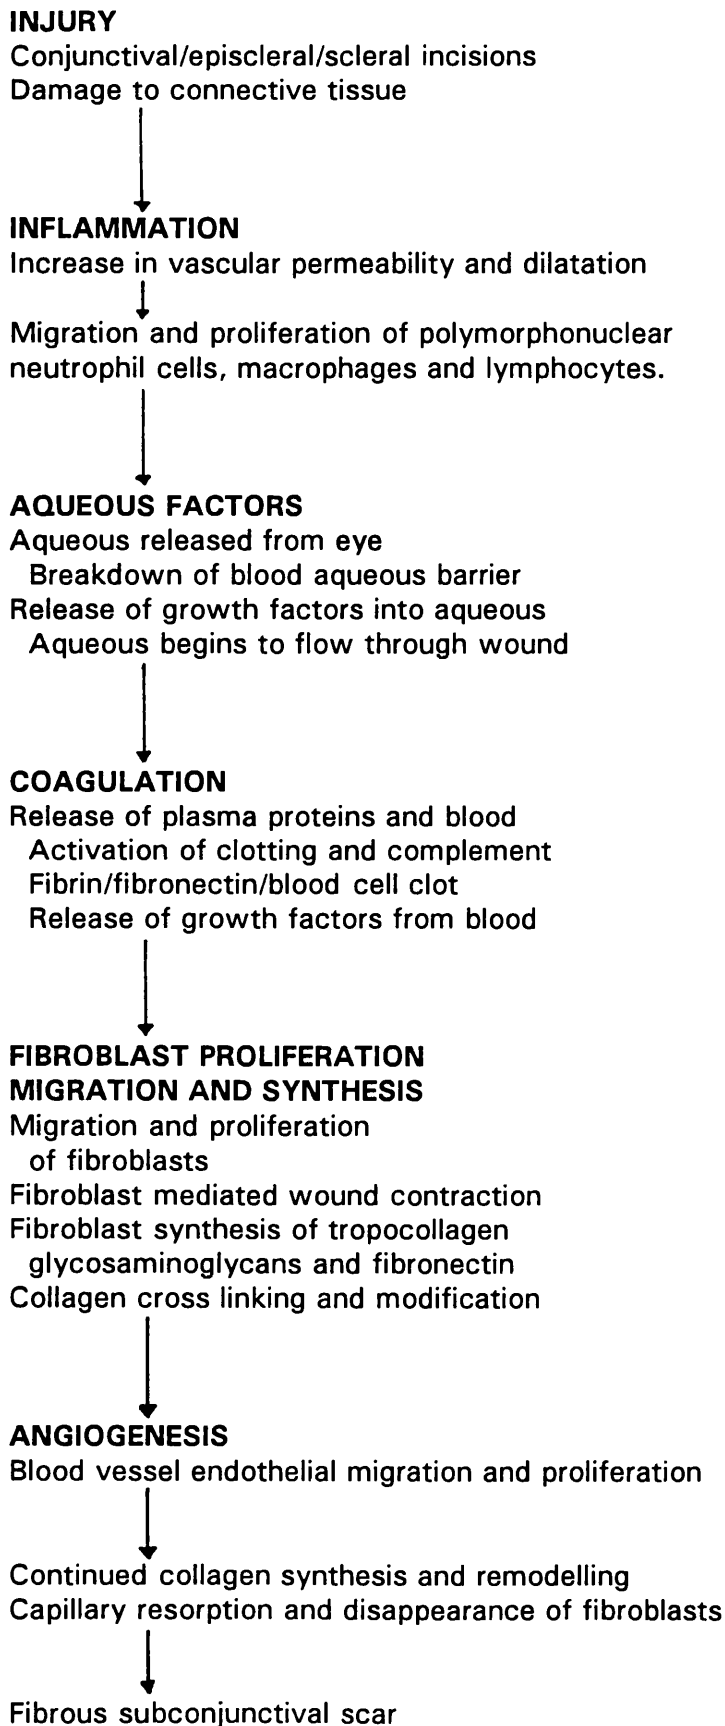 INJURY
Conjunctival/episcleral/scleral incisions
Damage to connective tissue
INFLAMMATION
Increase in vascular permeability and dilatation
Migration and proliferation of polymorphonuclear
neutrophil cells, macrophages and lymphocytes.
AQUEOUS FACTORS
Aqueous released from eye
Breakdown of blood aqueous barrier
Release of growth factors into aqueous
Aqueous begins to flow through wound
COAGULATION
Release of plasma proteins and blood
Activation of clotting and complement
Fibrin/fibronectin/blood cell clot
Release of growth factors from blood
FIBROBLAST PROLIFERATION
MIGRATION AND SYNTHESIS
Migration and proliferation
of fibroblasts
Fibroblast mediated wound contraction
Fibroblast synthesis of tropocollagen
glycosaminoglycans and fibronectin
Collagen cross linking and modification
ANGIOGENESIS
Blood vessel endothelial migration and proliferation
Continued collagen synthesis and remodelling
Capillary resorption and disappearance of fibroblasts
Fibrous subconjunctival scar